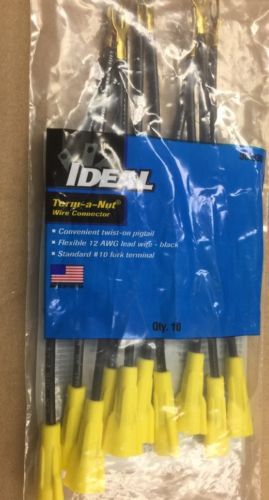 IDEAL
Term-a-Nut®
Wire Connector
• Convenient twist-on pigtail
• Flexible 12 AWG lead wire - black
• Standard #10 fork terminal
Qty. 10